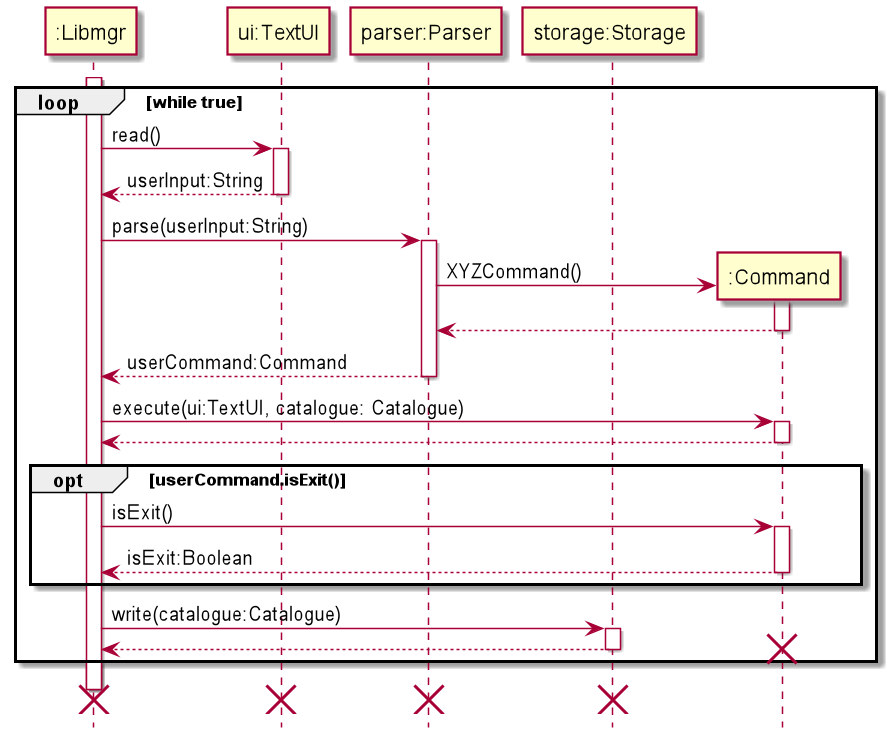 :Libmgr
ui:TextUI
parser:Parser
storage:Storage
loop
[while true]
read()
userInput:String
parse(userInput:String)
XYZCommand()
:Command
userCommand:Command
execute(ui:TextUI, catalogue: Catalogue)
opt
[userCommand.isExit()]
isExit()
isExit:Boolean
write(catalogue:Catalogue)